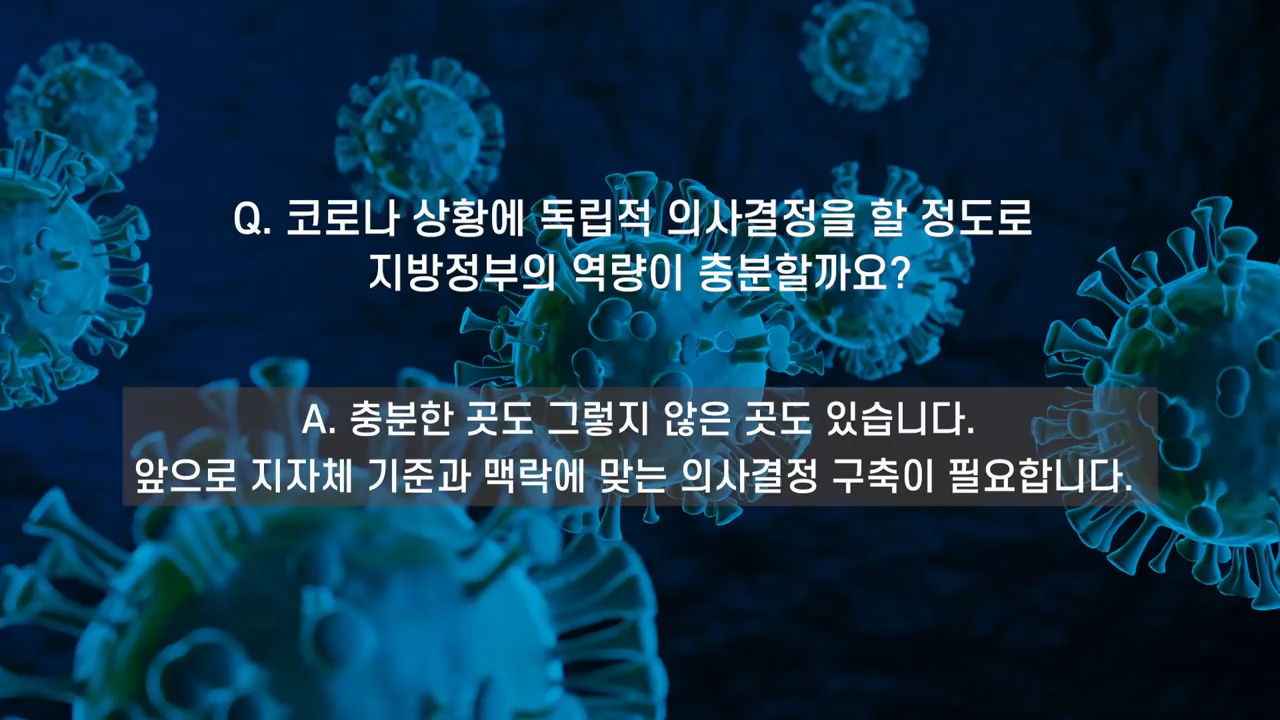 Q. 코로나 상황에 독립적 의사결정을 할 정도로
지방정부의 역량이 충분할까요?
A. 충분한 곳도 그렇지 않은 곳도 있습니다.
앞으로 지자체 기준과 맥락에 맞는 의사결정 구축이 필요합니다.